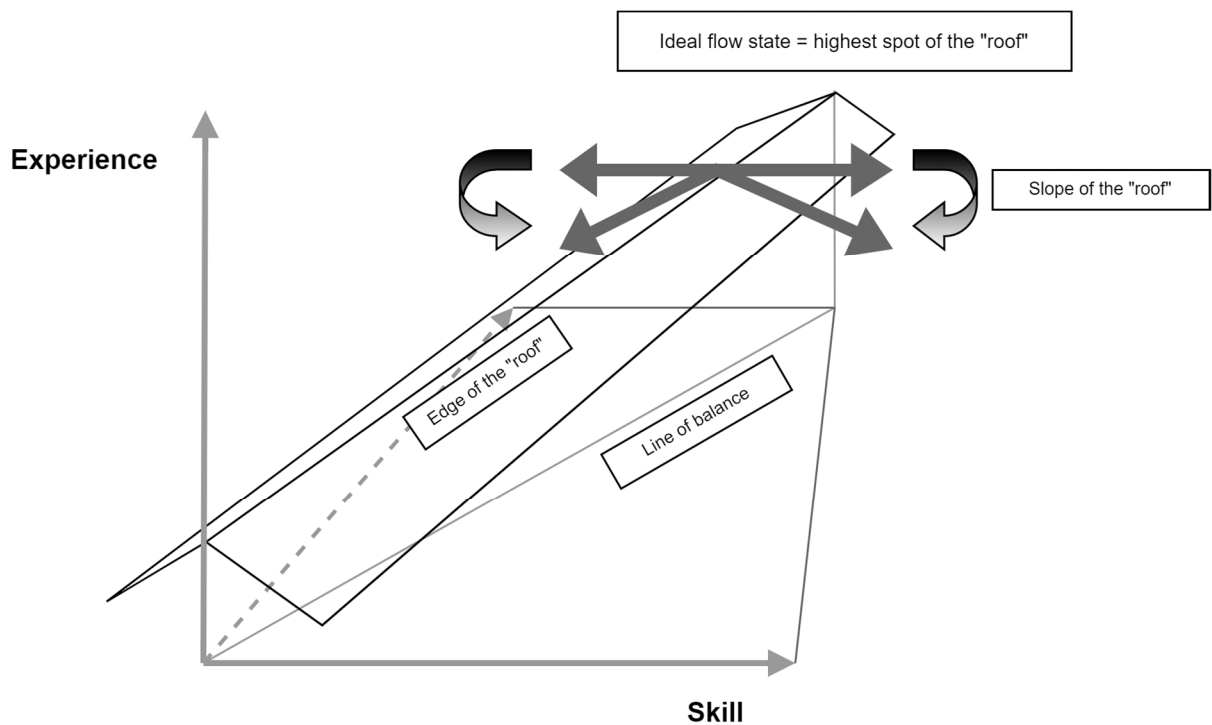 Ideal flow state = highest spot of the "roof"
Experience
Slope of the "roof"
Edge of the "roof"
Line of balance
Skill